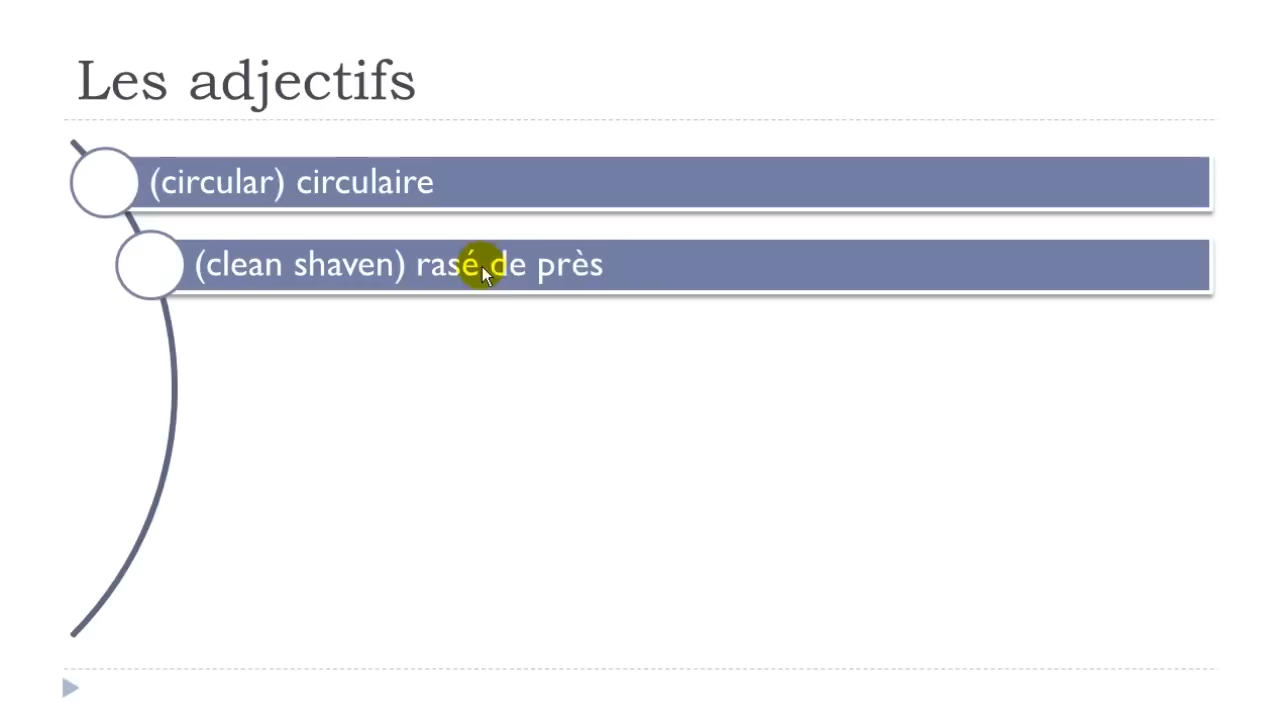 Les adjectifs
(circular) circulaire
(clean shaven) rasé de près